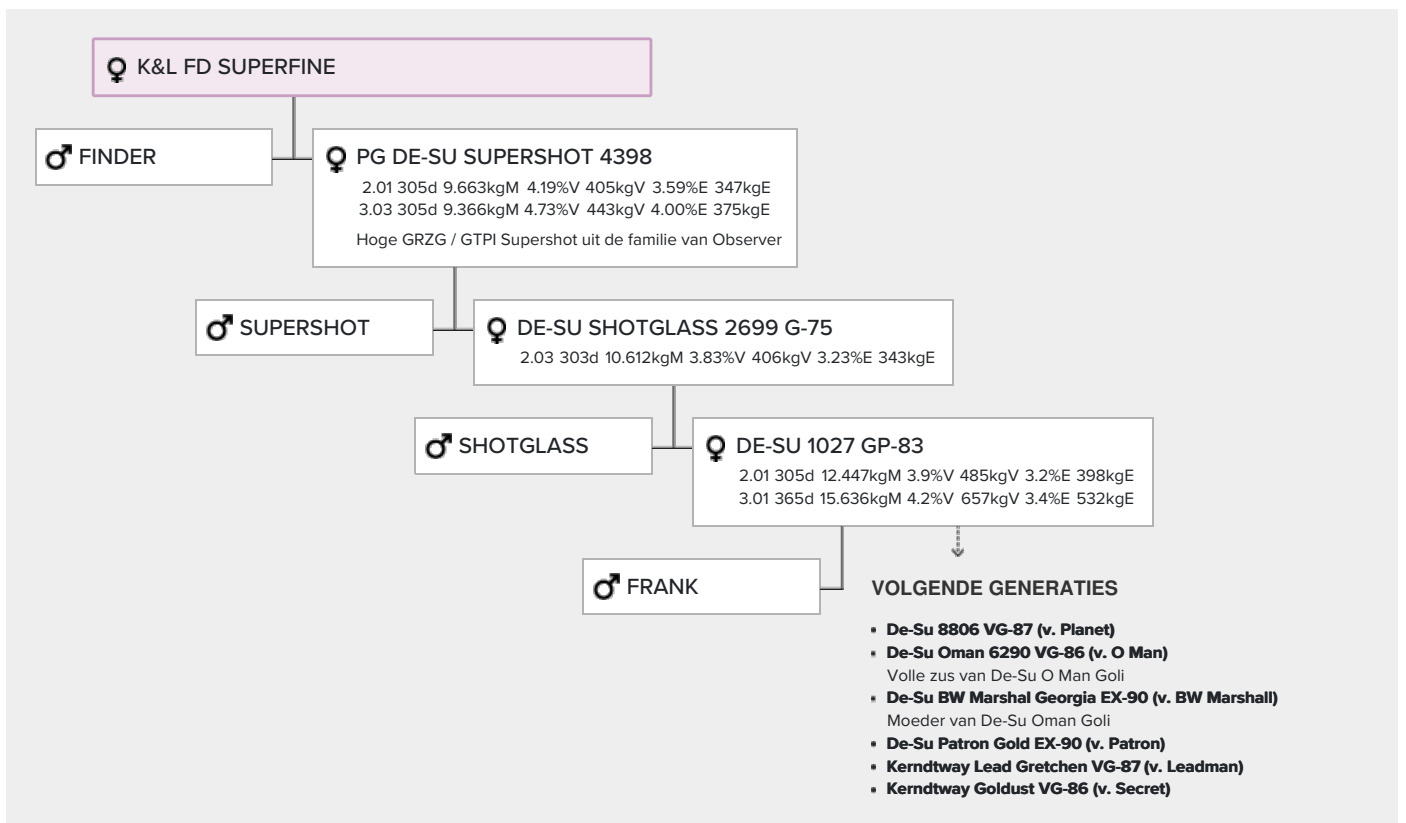 K&L FD SUPERFINE
FINDER
PG DE-SU SUPERSHOT 4398
2.01 305d 9.663kgM 4.19%V 405kgV 3.59%E 347kgE
3.03 305d 9.366kgM 4.73%V 443kgV 4.00%E 375kgE
Hoge GRZG / GTPI Supershot uit de familie van Observer
SUPERSHOT
DE-SU SHOTGLASS 2699 G-75
2.03 303d 10.612kgM 3.83%V 406kgV 3.23%E 343kgE
SHOTGLASS
DE-SU 1027 GP-83
2.01 305d 12.447kgM 3.9%V 485kgV 3.2%E 398kgE
3.01 365d 15.636kgM 4.2%V 657kgV 3.4%E 532kgE
FRANK
VOLGENDE GENERATIES
• De-Su 8806 VG-87 (v. Planet)
• De-Su Oman 6290 VG-86 (v. O Man)
Volle zus van De-Su O Man Goli
• De-Su BW Marshal Georgia EX-90 (v. BW Marshall)
Moeder van De-Su Oman Goli
• De-Su Patron Gold EX-90 (v. Patron)
• Kerndtway Lead Gretchen VG-87 (v. Leadman)
• Kerndtway Goldust VG-86 (v. Secret)